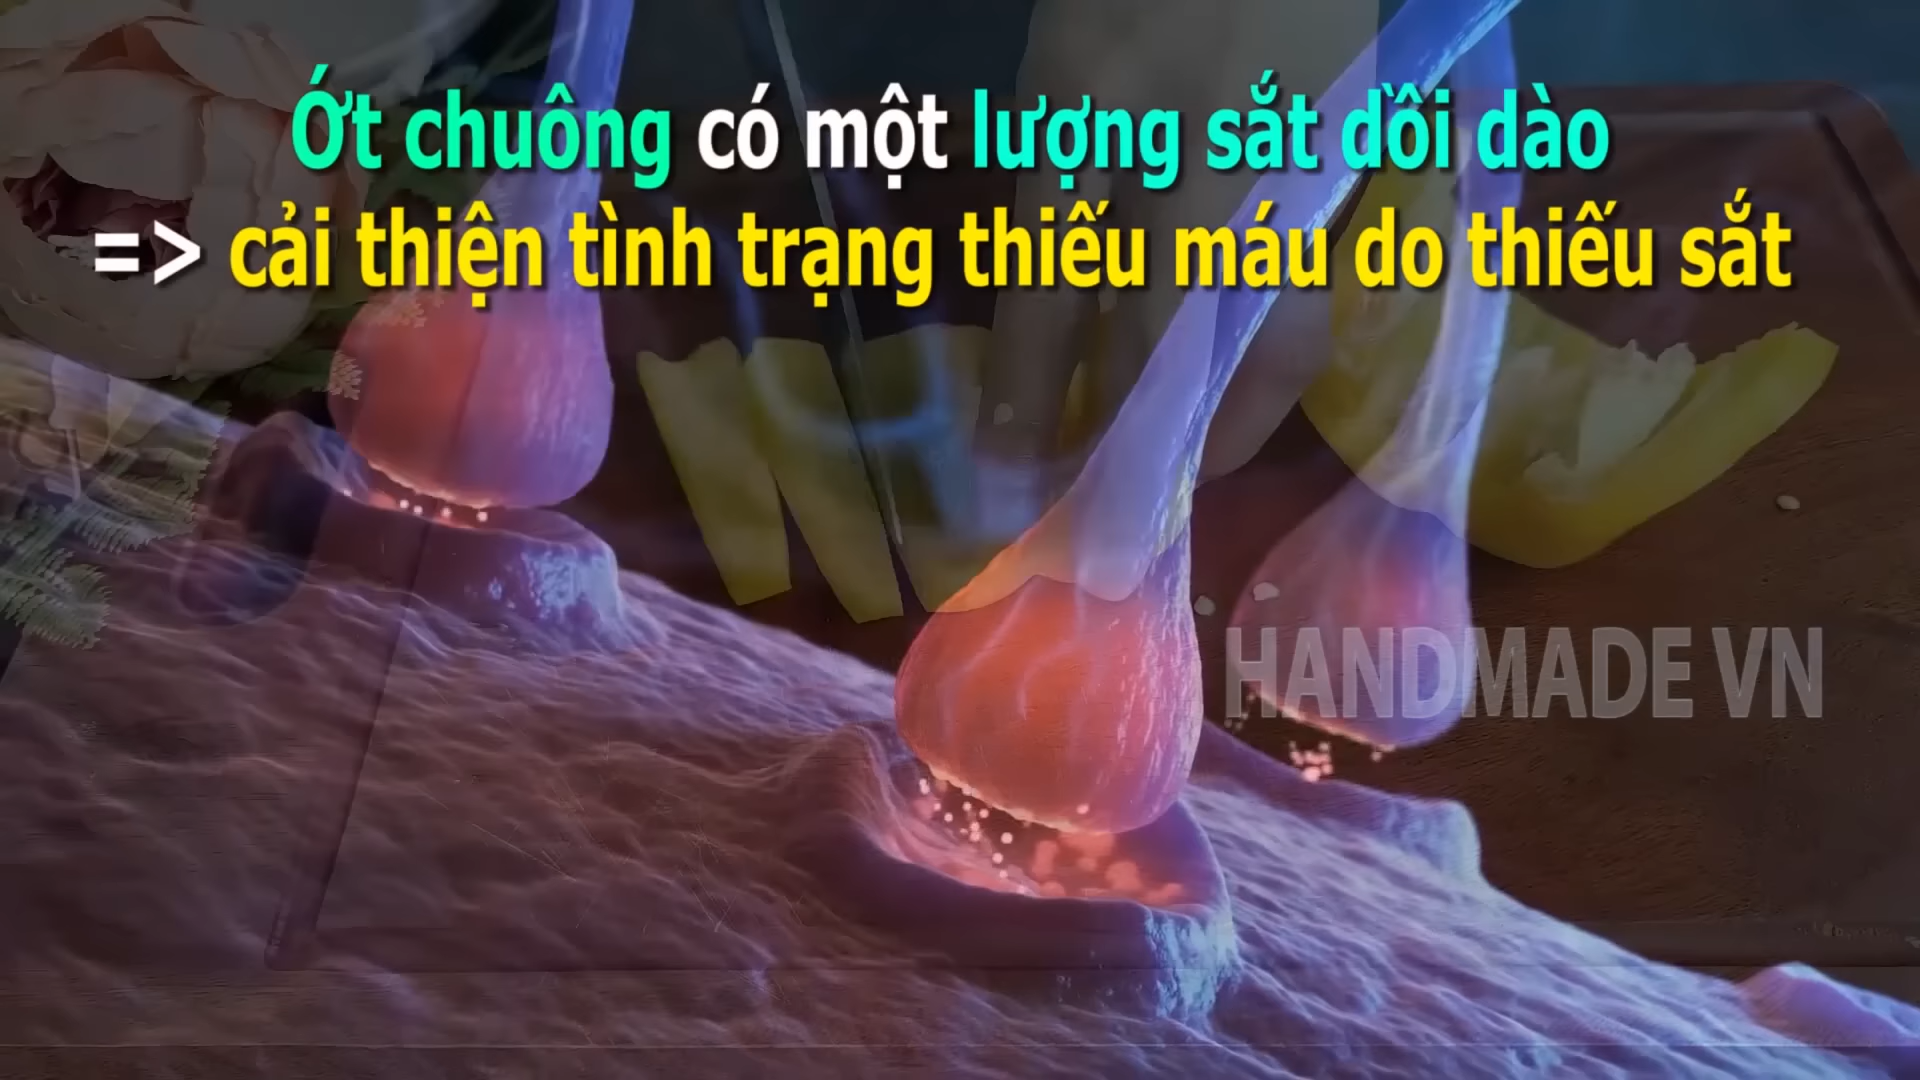 Ớt chuông có một lượng sắt dồi dào
=> cải thiện tình trạng thiếu máu do thiếu sắt
HANDMADE VN